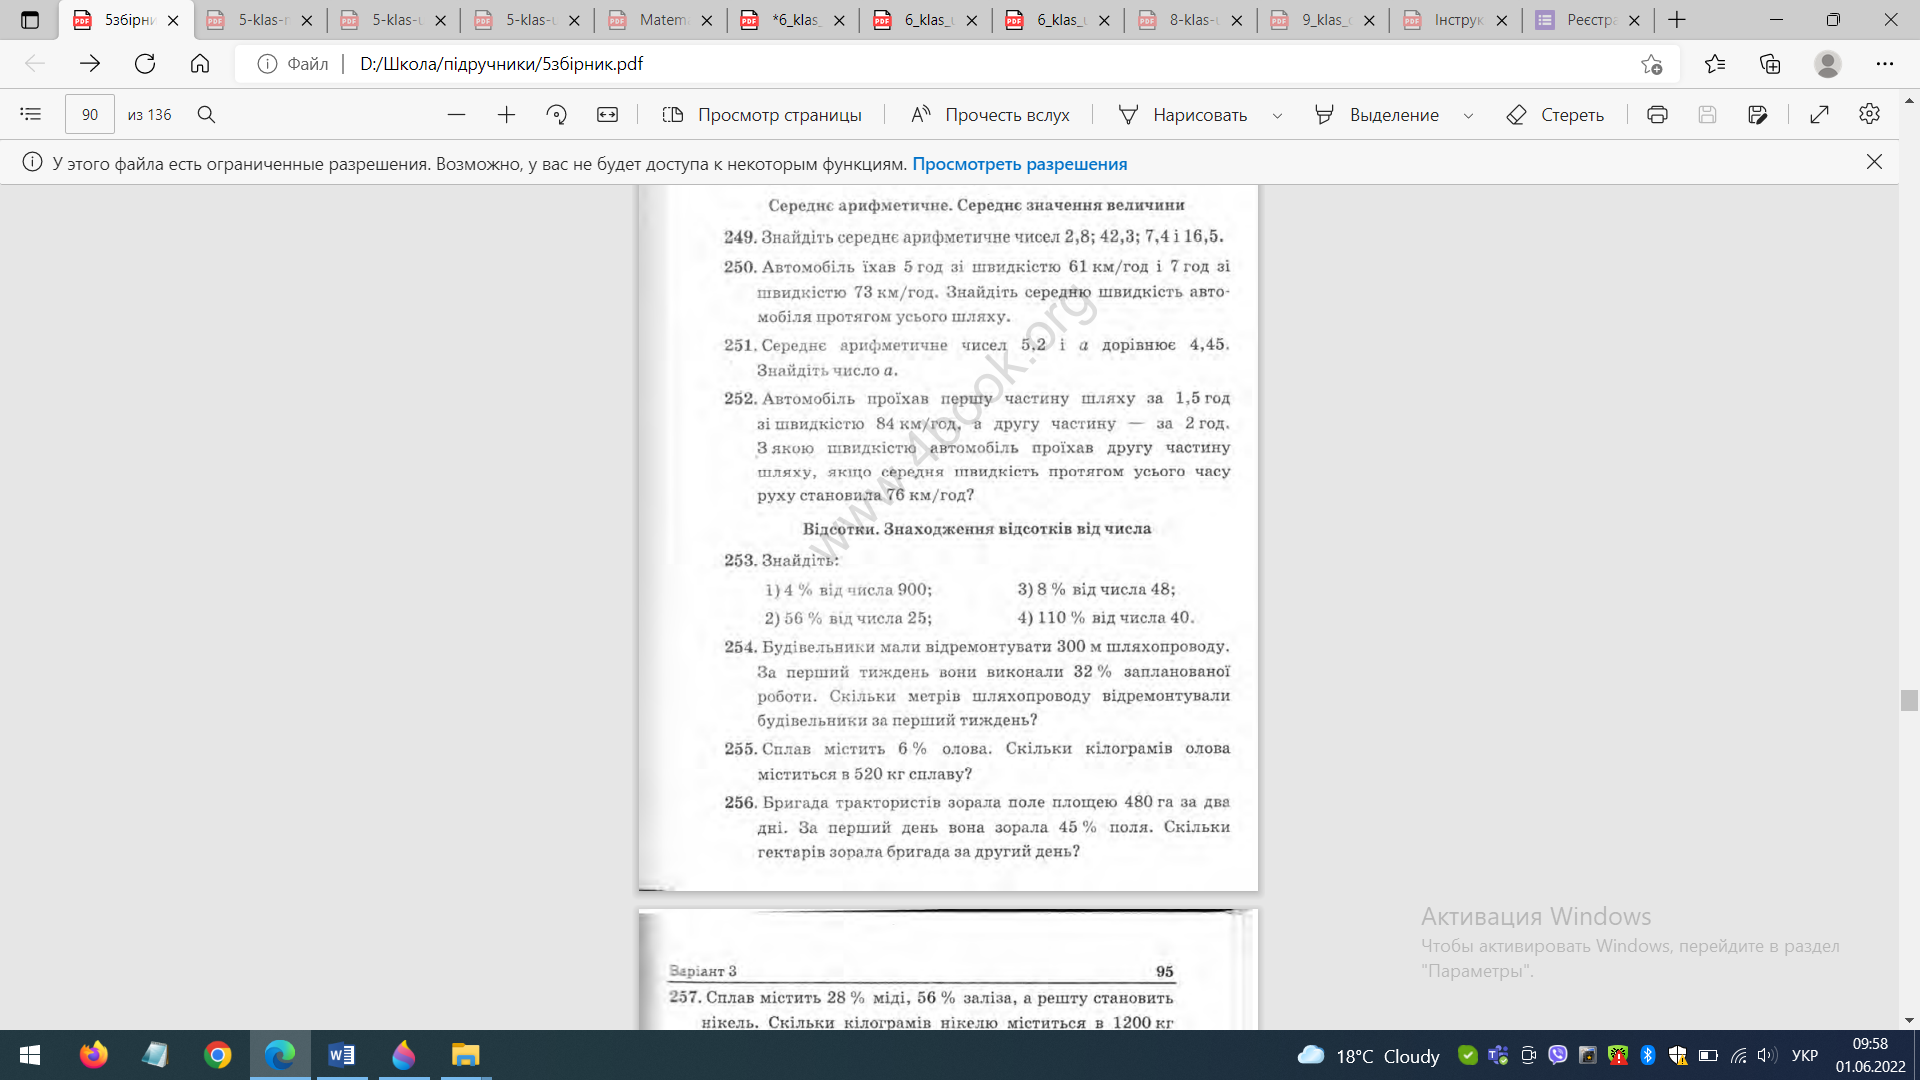 5збірни
5-klas-
5-klas-
5-klas-
Matem
*6_klas_
6_klas_
6_klas_
8-klas-
9_klas_
Інструк
Реєстра
Файл D:/Школа/підручники/5збірник.pdf
90 из 136 Просмотр страницы Прочесть вслух Нарисовать Выделение Стереть
У этого файла есть ограниченные разрешения. Возможно, у вас не будет доступа к некоторым функциям. Просмотреть разрешения
Середнє арифметичне. Середнє значення величини
249. Знайдіть середнє арифметичне чисел 2,8; 42,3; 7,4 і 16,5.
250. Автомобіль їхав 5 год зі швидкістю 61 км/год і 7 год зі
швидкістю 73 км/год. Знайдіть середню швидкість авто-
мобіля протягом усього шляху.
251. Середнє арифметичне чисел 5,2 і a дорівнює 4,45.
Знайдіть число a.
252. Автомобіль проїхав першу частину шляху за 1,5 год
зі швидкістю 84 км/год, а другу частину — за 2 год.
З якою швидкістю автомобіль проїхав другу частину
шляху, якщо середня швидкість протягом усього часу
руху становила 76 км/год?
www.4book.org
Відсотки. Знаходження відсотків від числа
253. Знайдіть:
1) 4 % від числа 900; 3) 8 % від числа 48;
2) 56 % від числа 25; 4) 110 % від числа 40.
254. Будівельники мали відремонтувати 300 м шляхопроводу.
За перший тиждень вони виконали 32 % запланованої
роботи. Скільки метрів шляхопроводу відремонтували
будівельники за перший тиждень?
255. Сплав містить 6 % олова. Скільки кілограмів олова
міститься в 520 кг сплаву?
256. Бригада трактористів зорала поле площею 480 га за два
дні. За перший день вона зорала 45 % поля. Скільки
гектарів зорала бригада за другий день?
Варіант 3 95
257. Сплав містить 28 % міді, 56 % заліза, а решту становить
нікель. Скільки кілограмів нікелю міститься в 1200 кг
Активация Windows
Чтобы активировать Windows, перейдите в раздел
"Параметры".
18°C Cloudy УКР 09:58
01.06.2022